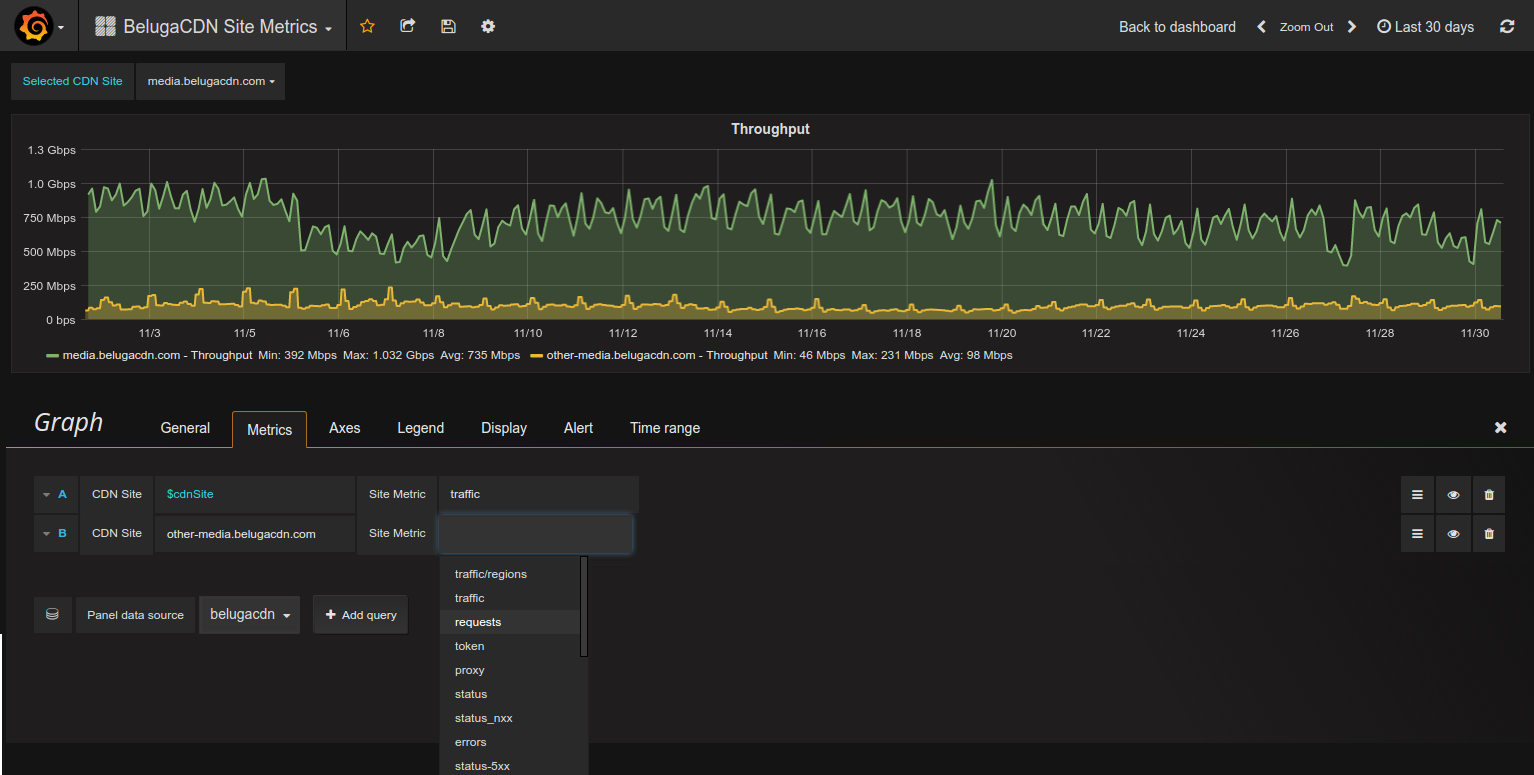 BelugaCDN Site Metrics Back to dashboard Zoom Out Last 30 days
Selected CDN Site media.belugacdn.com
Throughput
1.3 Gbps
1.0 Gbps
750 Mbps
500 Mbps
250 Mbps
0 bps
11/3 11/5 11/6 11/8 11/10 11/12 11/14 11/16 11/18 11/20 11/22 11/24 11/26 11/28 11/30
media.belugacdn.com - Throughput Min: 392 Mbps Max: 1.032 Gbps Avg: 735 Mbps other-media.belugacdn.com - Throughput Min: 46 Mbps Max: 231 Mbps Avg: 98 Mbps
Graph General Metrics Axes Legend Display Alert Time range
A CDN Site $cdnSite Site Metric traffic
B CDN Site other-media.belugacdn.com Site Metric
Panel data source belugacdn Add query
traffic/regions
traffic
requests
token
proxy
status
status_nxx
errors
status-5xx